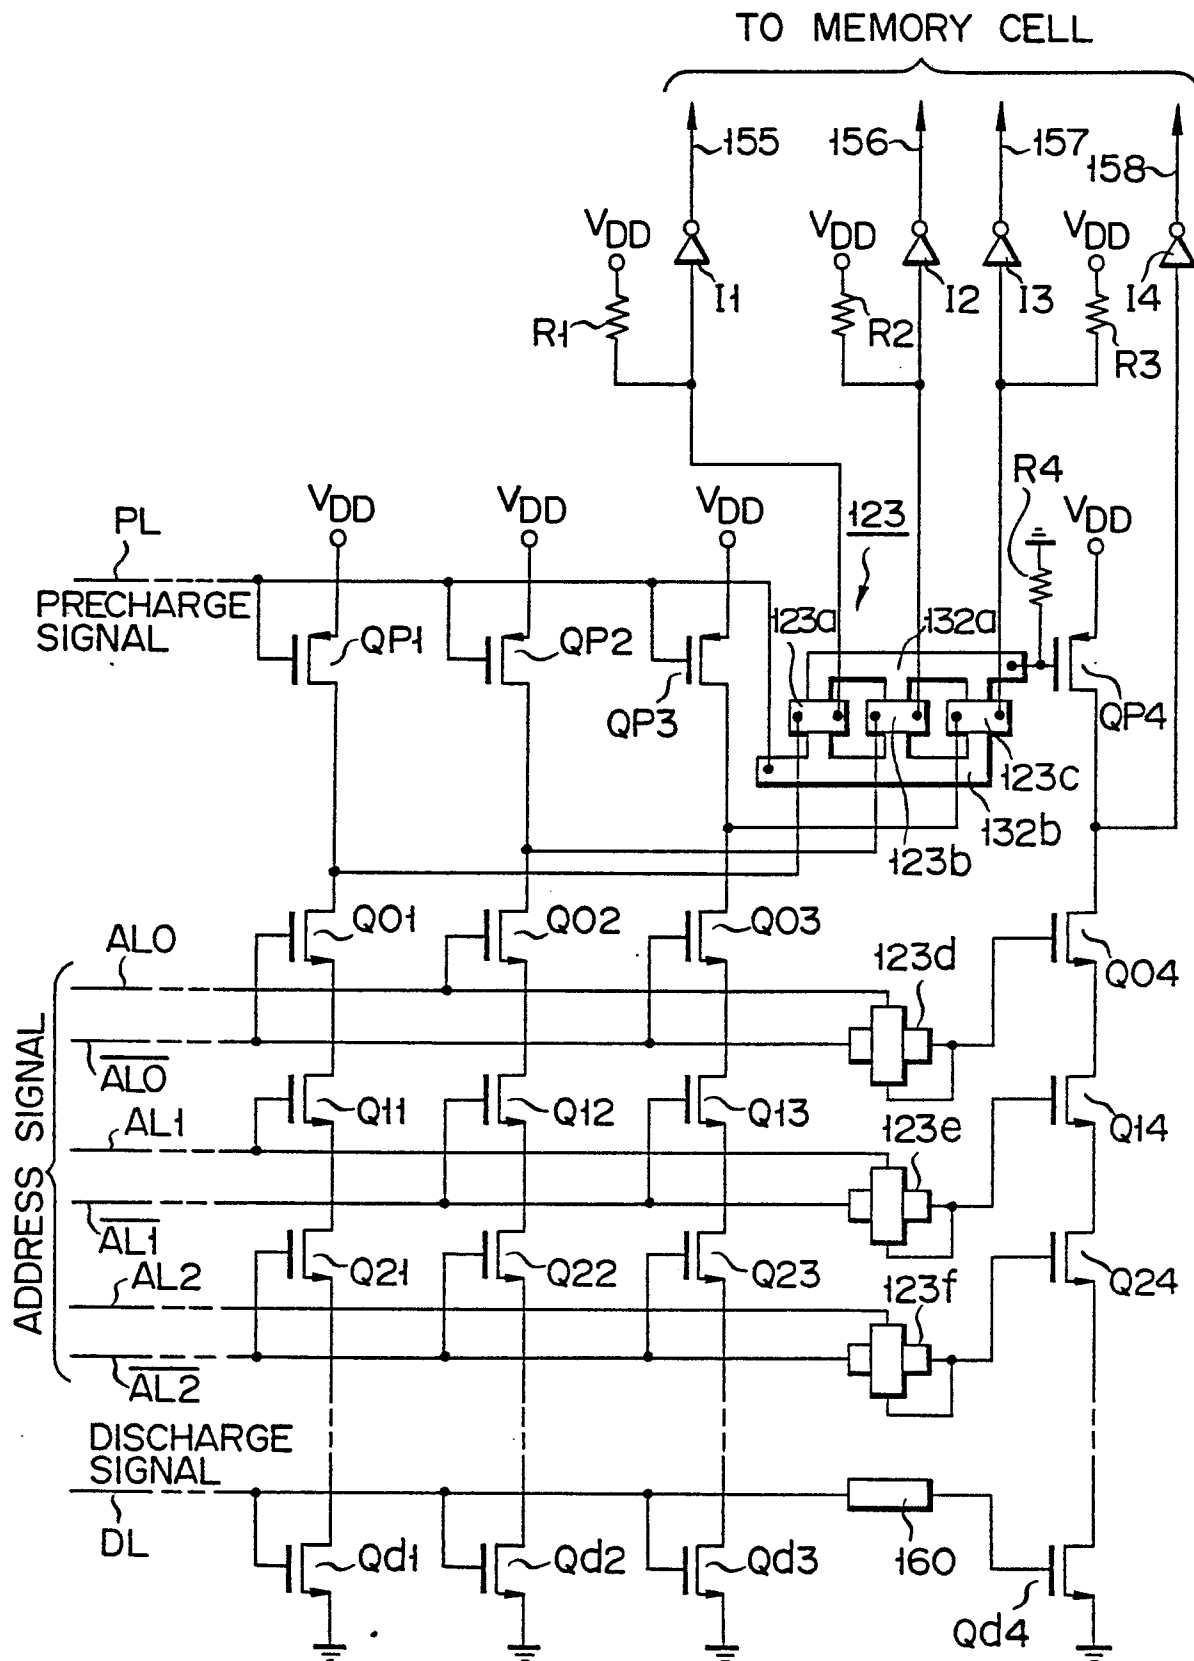 TO MEMORY CELL
155
156
157
158
VDD
VDD
VDD
I1
I2
I3
I4
R1
R2
R3
R4
VDD
VDD
VDD
VDD
123
PL
PRECHARGE
SIGNAL
123a
132a
QP1
QP2
QP3
QP4
123c
132b
123b
Q01
Q02
Q03
Q04
AL0
123d
ADDRESS SIGNAL
A̅L̅0̅
Q11
Q12
Q13
Q14
AL1
123e
A̅L̅1̅
Q21
Q22
Q23
Q24
AL2
123f
A̅L̅2̅
DISCHARGE
SIGNAL
DL
160
Qd1
Qd2
Qd3
Qd4